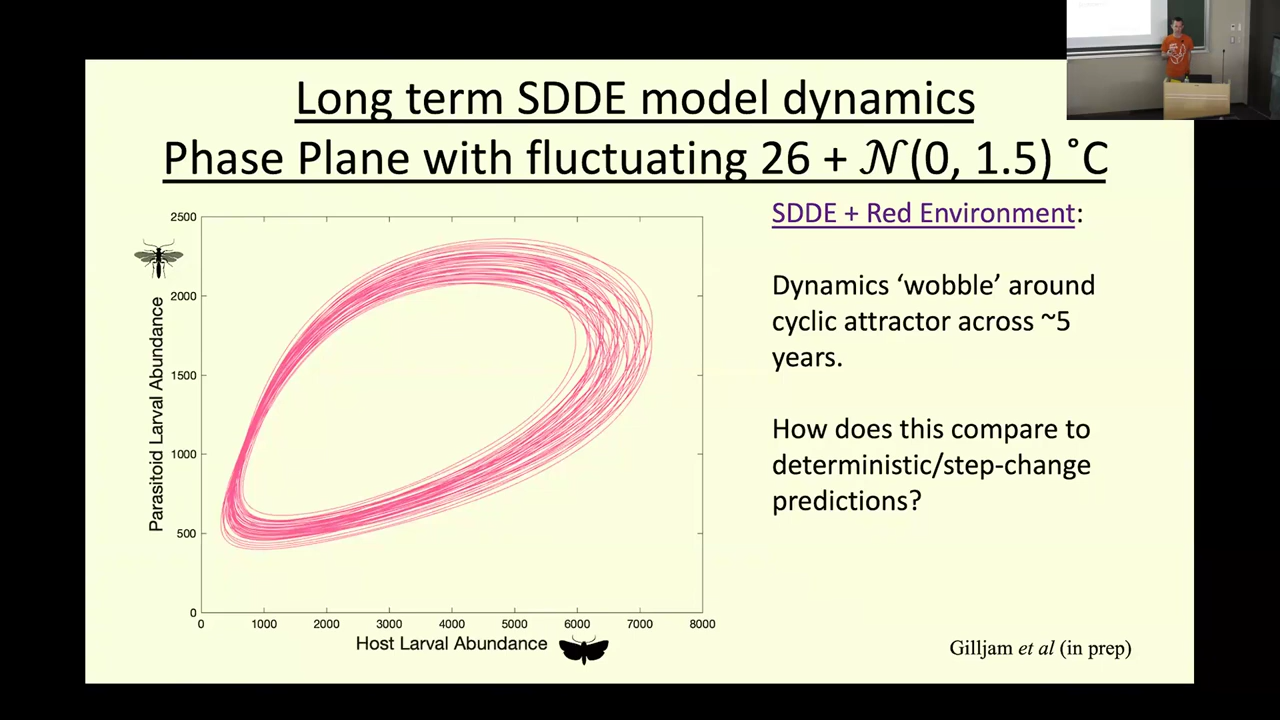 Long term SDDE model dynamics
Phase Plane with fluctuating 26 + 𝒩(0, 1.5) ˚C
SDDE + Red Environment:
Dynamics ‘wobble’ around
cyclic attractor across ~5
years.
How does this compare to
deterministic/step-change
predictions?
Parasitoid Larval Abundance
2500
2000
1500
1000
500
0
0 1000 2000 3000 4000 5000 6000 7000 8000
Host Larval Abundance
Gilljam et al (in prep)